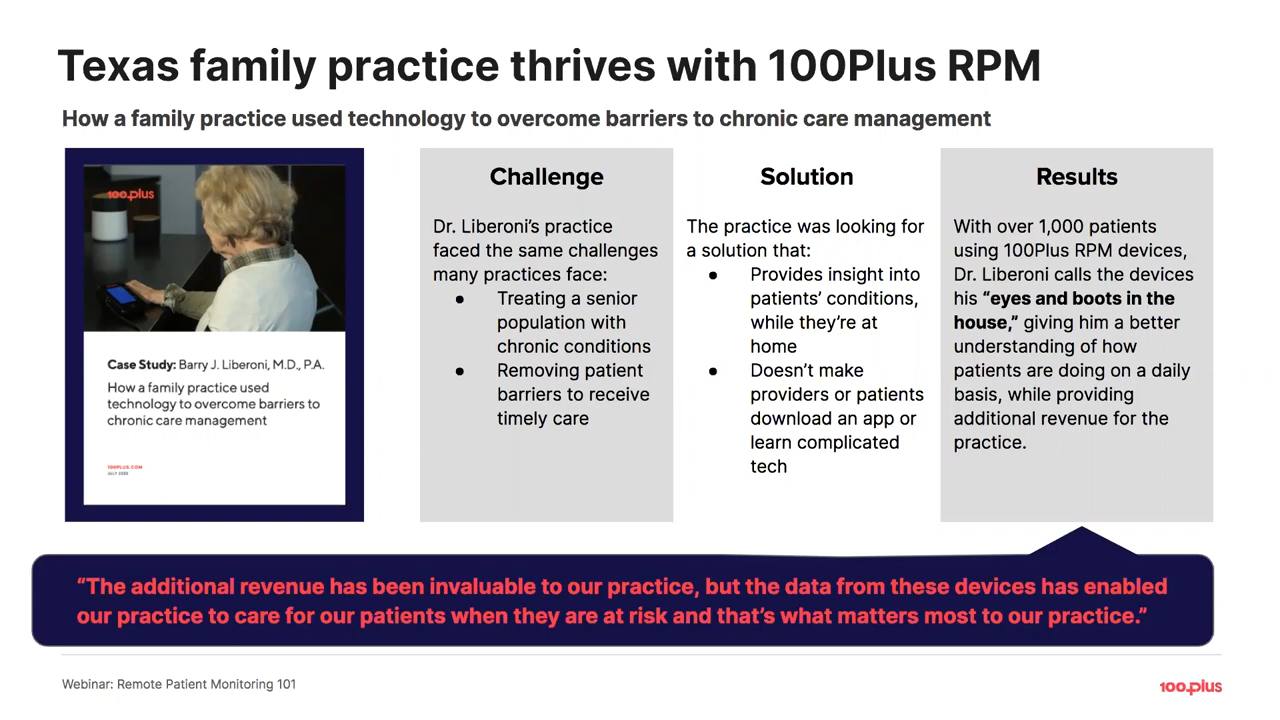 Texas family practice thrives with 100Plus RPM
How a family practice used technology to overcome barriers to chronic care management
100.plus
Case Study: Barry J. Liberoni, M.D., P.A.
How a family practice used
technology to overcome barriers to
chronic care management
100PLUS.COM
JULY 2020
Challenge
Dr. Liberoni’s practice
faced the same challenges
many practices face:
● Treating a senior
population with
chronic conditions
● Removing patient
barriers to receive
timely care
Solution
The practice was looking for
a solution that:
● Provides insight into
patients’ conditions,
while they’re at
home
● Doesn’t make
providers or patients
download an app or
learn complicated
tech
Results
With over 1,000 patients
using 100Plus RPM devices,
Dr. Liberoni calls the devices
his “eyes and boots in the
house,” giving him a better
understanding of how
patients are doing on a daily
basis, while providing
additional revenue for the
practice.
“The additional revenue has been invaluable to our practice, but the data from these devices has enabled
our practice to care for our patients when they are at risk and that’s what matters most to our practice.”
Webinar: Remote Patient Monitoring 101
100.plus